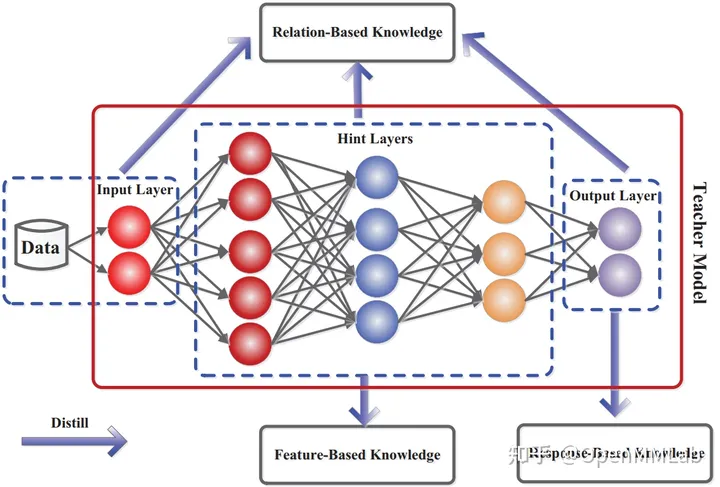 Relation-Based Knowledge
Hint Layers
Input Layer
Output Layer
Data
Teacher Model
Distill
Feature-Based Knowledge
Response-Based Knowledge
知乎 @OpenMMLab